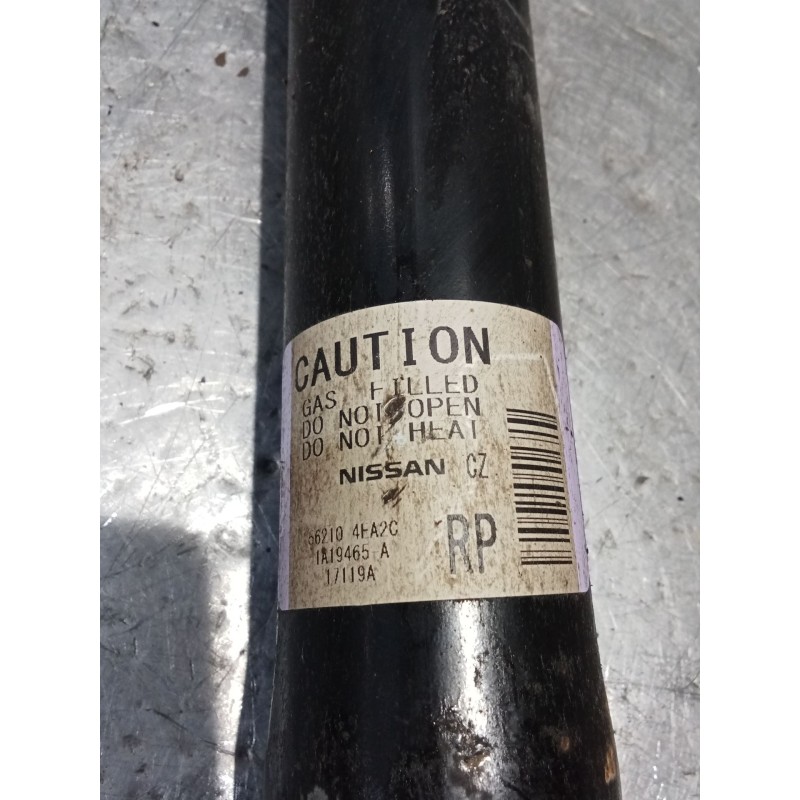 CAUTION
GAS FILLED
DO NOT OPEN
DO NOT HEAT
NISSAN CZ
56210 4EA2C
1A19465 A
17119A
RP